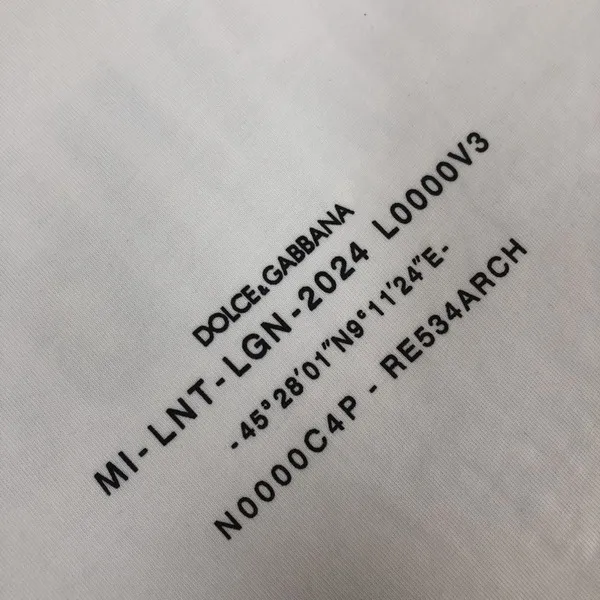 DOLCE&GABBANA
MI-LNT-LGN-2024 L0000V3
-45°28'01"N9°11'24"E-
N0000C4P - RE534ARCH